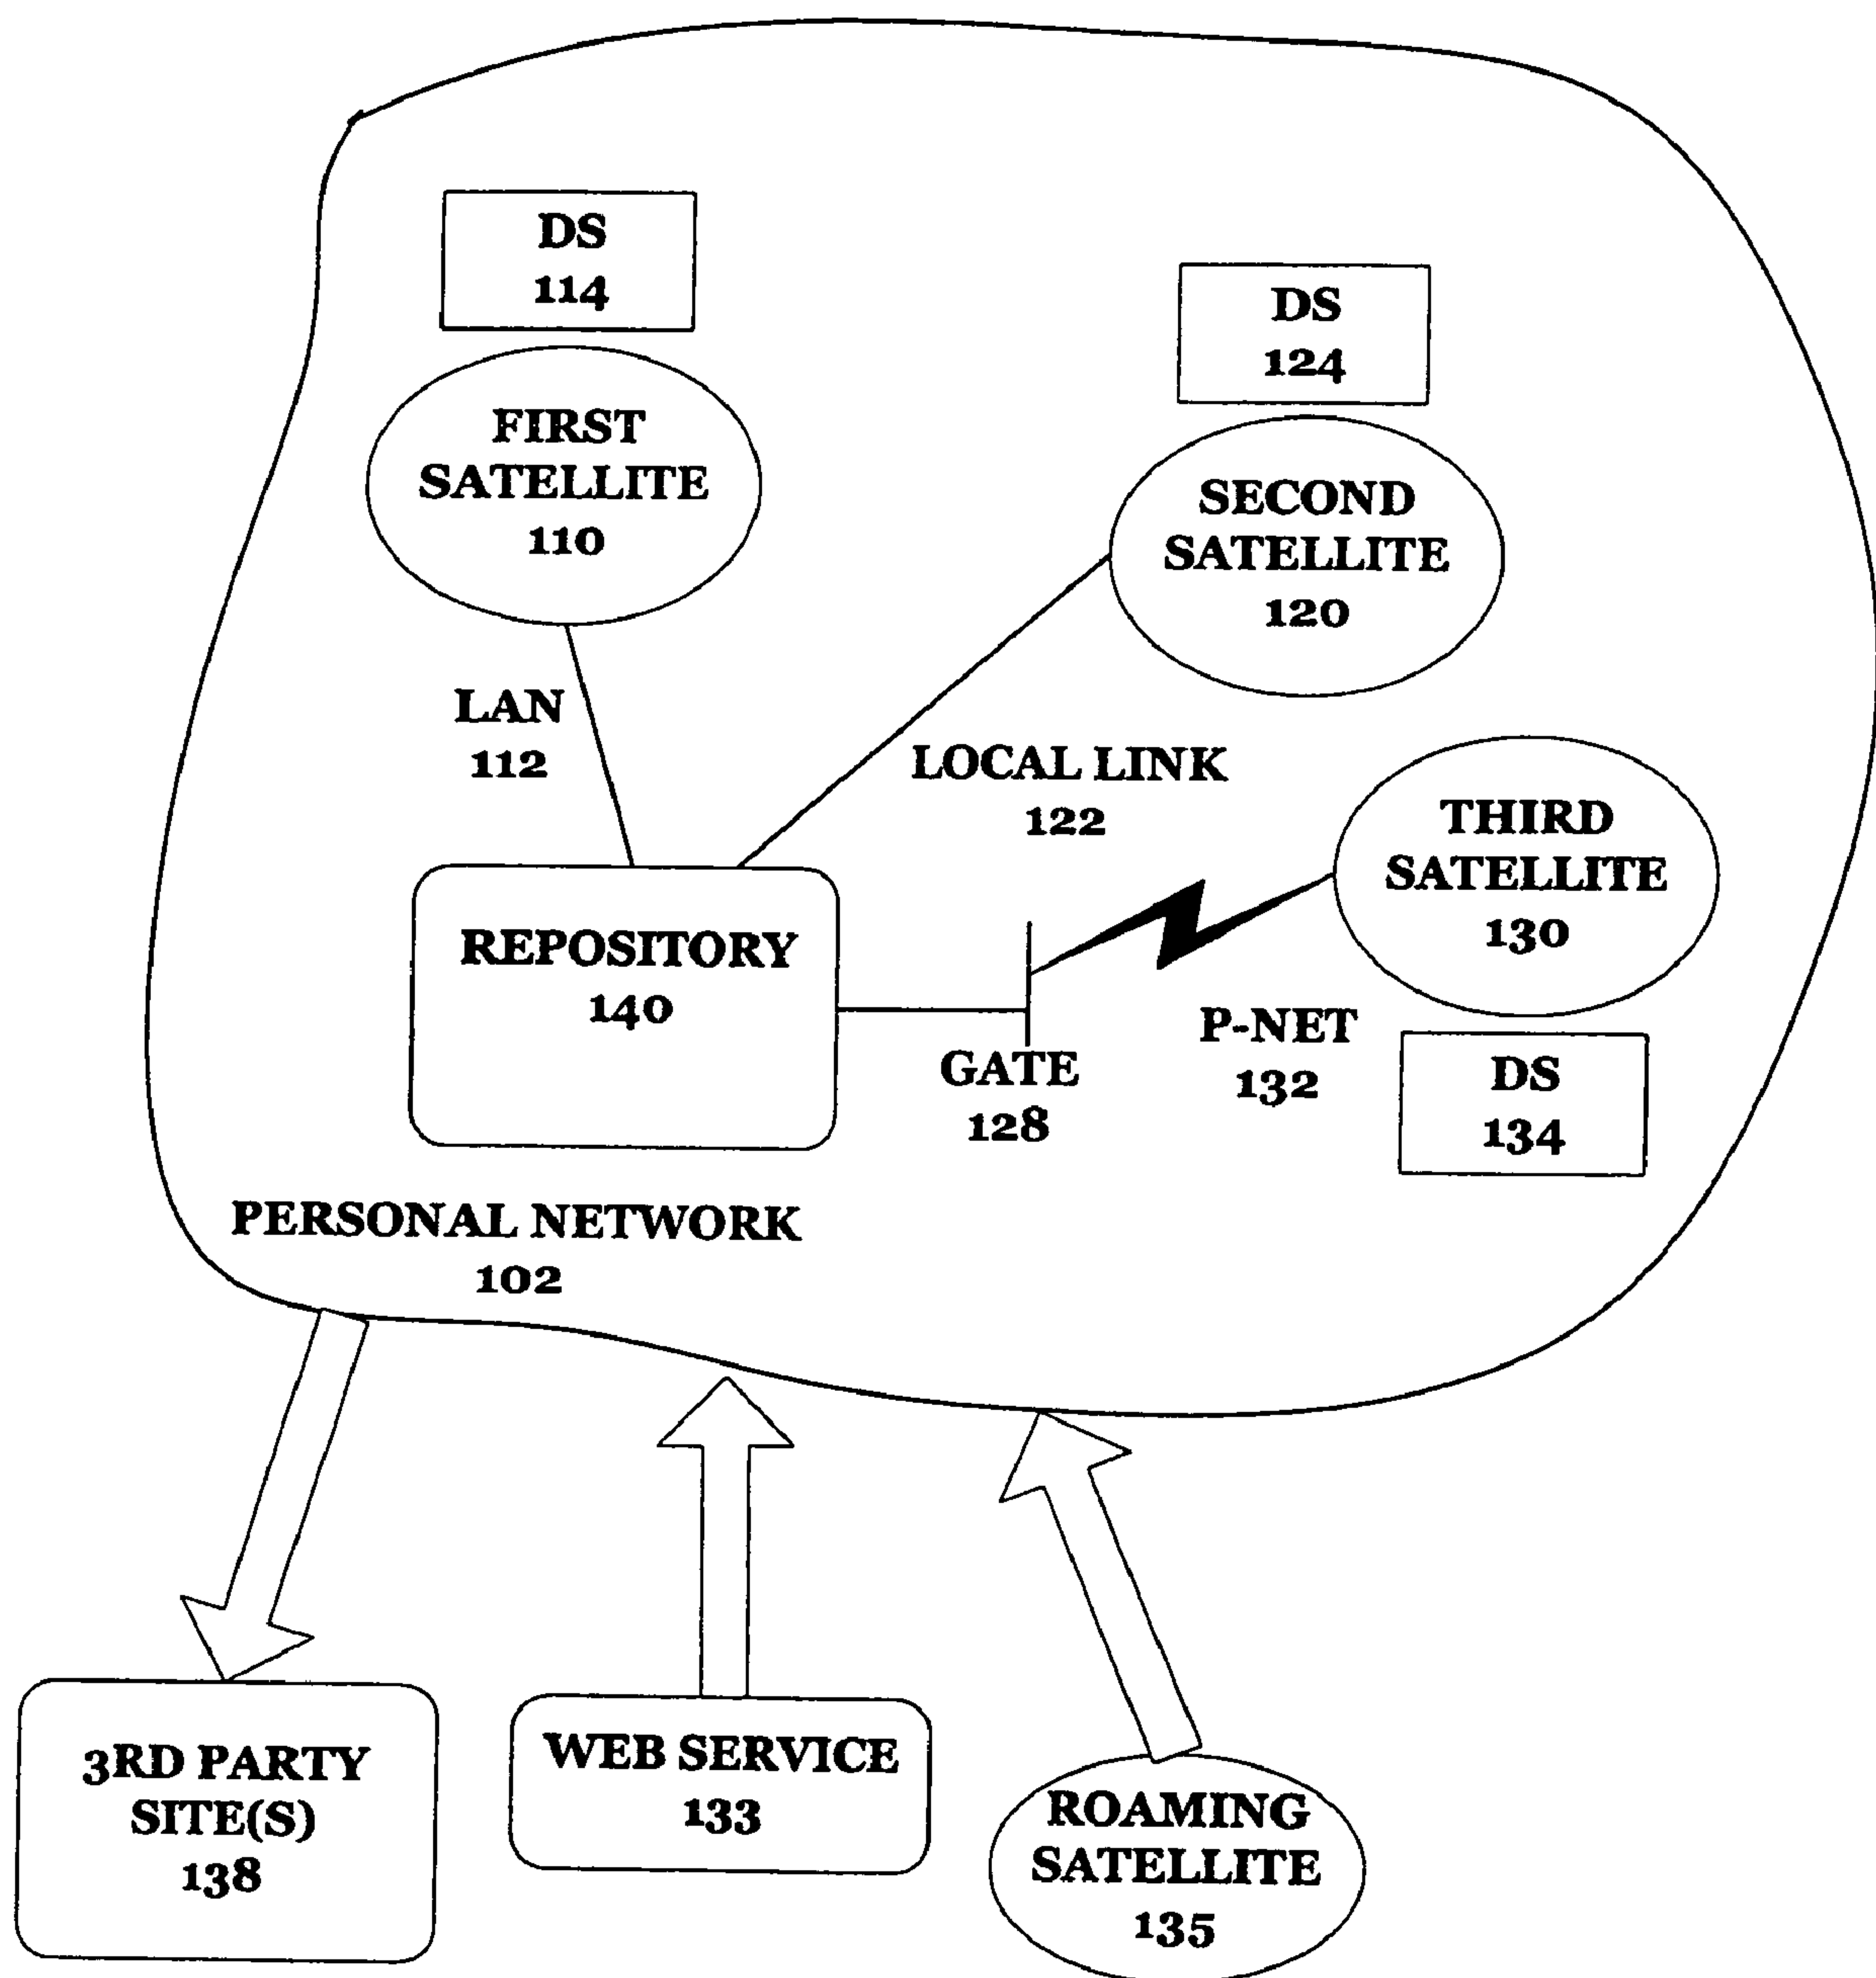 DS
114
DS
124
FIRST
SATELLITE
110
SECOND
SATELLITE
120
LAN
112
LOCAL LINK
122
THIRD
SATELLITE
130
REPOSITORY
140
P-NET
132
GATE
128
DS
134
PERSONAL NETWORK
102
3RD PARTY
SITE(S)
138
WEB SERVICE
133
ROAMING
SATELLITE
135